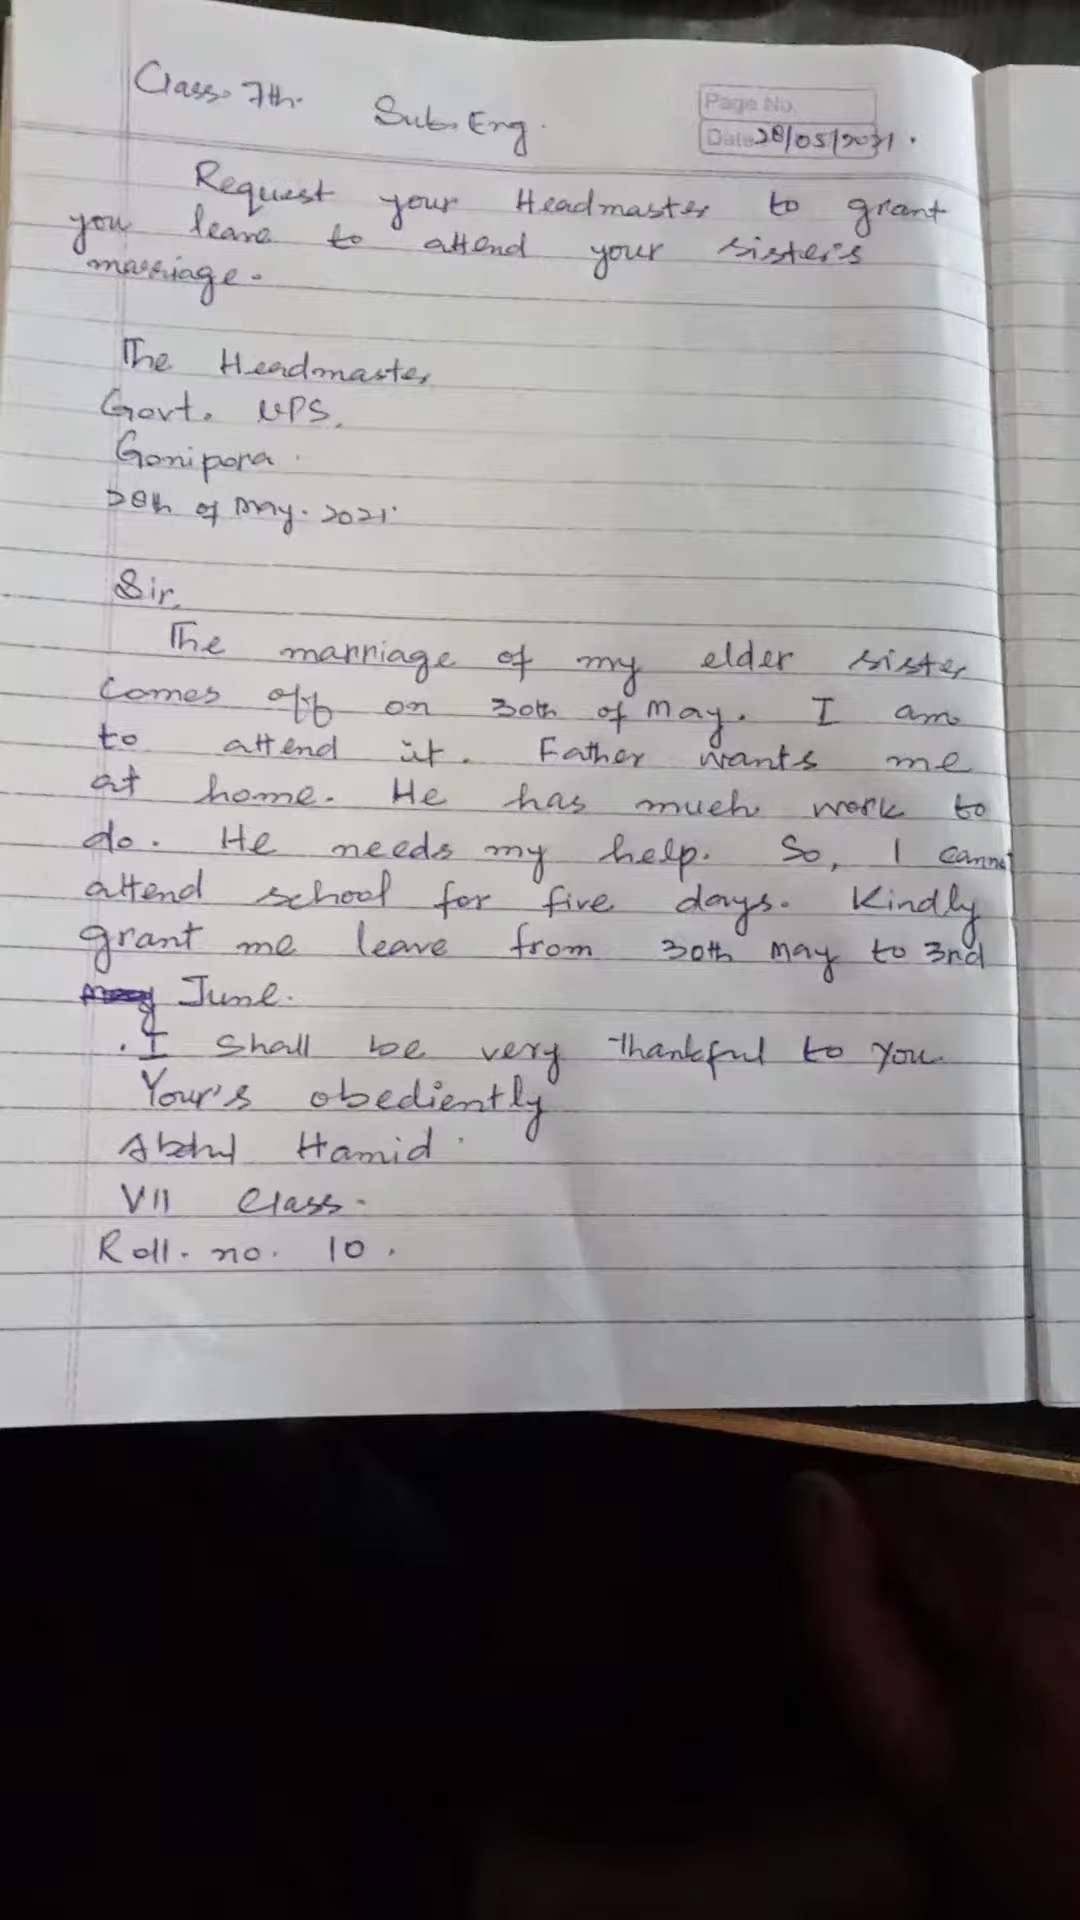 Class. 7th. Sub. Eng.
Page No.
Date 28/05/2021.
Request your Headmaster to grant
you leave to attend your sister's
marriage.
The Headmaster
Govt. UPS.
Gonipora.
28th of May. 2021.
Sir,
The marriage of my elder sister
comes off on 30th of May. I am
to attend it. Father wants me
at home. He has much work to
do. He needs my help. So, I cannot
attend school for five days. Kindly
grant me leave from 30th May to 3rd
June.
. I shall be very thankful to you.
Your's obediently
Abdul Hamid.
VII Class.
Roll. no. 10.